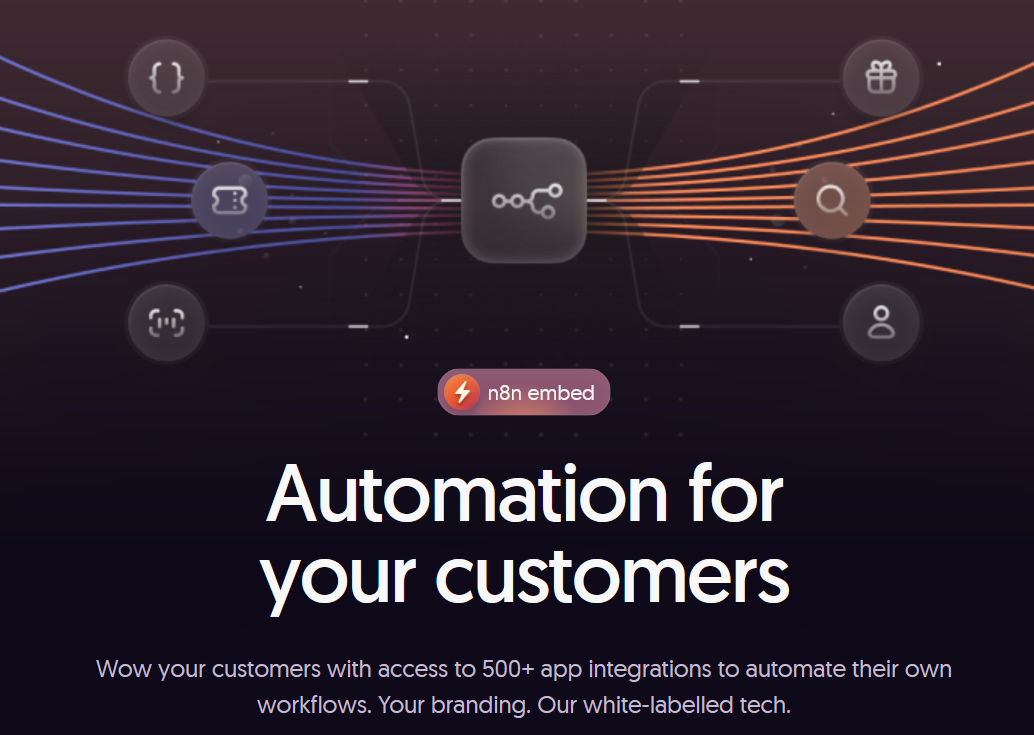 n8n embed
Automation for
your customers
Wow your customers with access to 500+ app integrations to automate their own
workflows. Your branding. Our white-labelled tech.